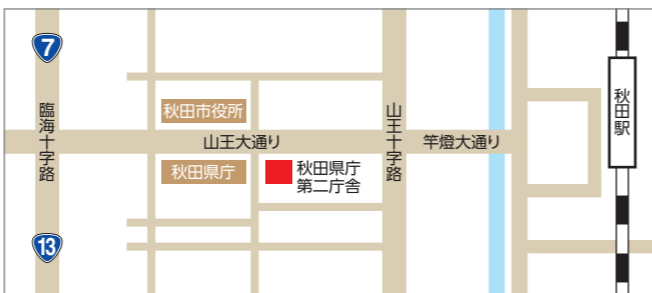 7
臨海十字路
13
秋田市役所
山王大通り
秋田県庁
秋田県庁
第二庁舎
山王十字路
竿燈大通り
秋田駅